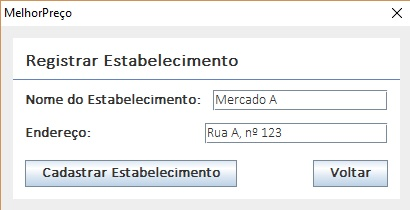 MelhorPreço
Registrar Estabelecimento
Nome do Estabelecimento: Mercado A
Endereço: Rua A, nº 123
Cadastrar Estabelecimento Voltar